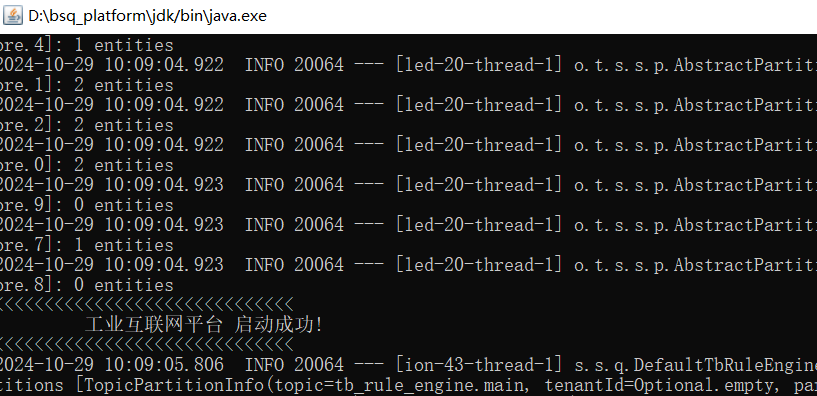 D:\bsq_platform\jdk/bin\java.exe
ore.4]: 1 entities
2024-10-29 10:09:04.922  INFO 20064 --- [led-20-thread-1] o.t.s.s.p.AbstractPartiti
ore.1]: 2 entities
2024-10-29 10:09:04.922  INFO 20064 --- [led-20-thread-1] o.t.s.s.p.AbstractPartiti
ore.2]: 2 entities
2024-10-29 10:09:04.922  INFO 20064 --- [led-20-thread-1] o.t.s.s.p.AbstractPartiti
ore.0]: 2 entities
2024-10-29 10:09:04.923  INFO 20064 --- [led-20-thread-1] o.t.s.s.p.AbstractPartiti
ore.9]: 0 entities
2024-10-29 10:09:04.923  INFO 20064 --- [led-20-thread-1] o.t.s.s.p.AbstractPartiti
ore.7]: 1 entities
2024-10-29 10:09:04.923  INFO 20064 --- [led-20-thread-1] o.t.s.s.p.AbstractPartiti
ore.8]: 0 entities
<<<<<<<<<<<<<<<<<<<<<<<<<<<<<<
工业互联网平台 启动成功!
<<<<<<<<<<<<<<<<<<<<<<<<<<<<<<
2024-10-29 10:09:05.806  INFO 20064 --- [ion-43-thread-1] s.s.q.DefaultTbRuleEngine
titions [TopicPartitionInfo(topic=tb_rule_engine.main, tenantId=Optional.empty, par